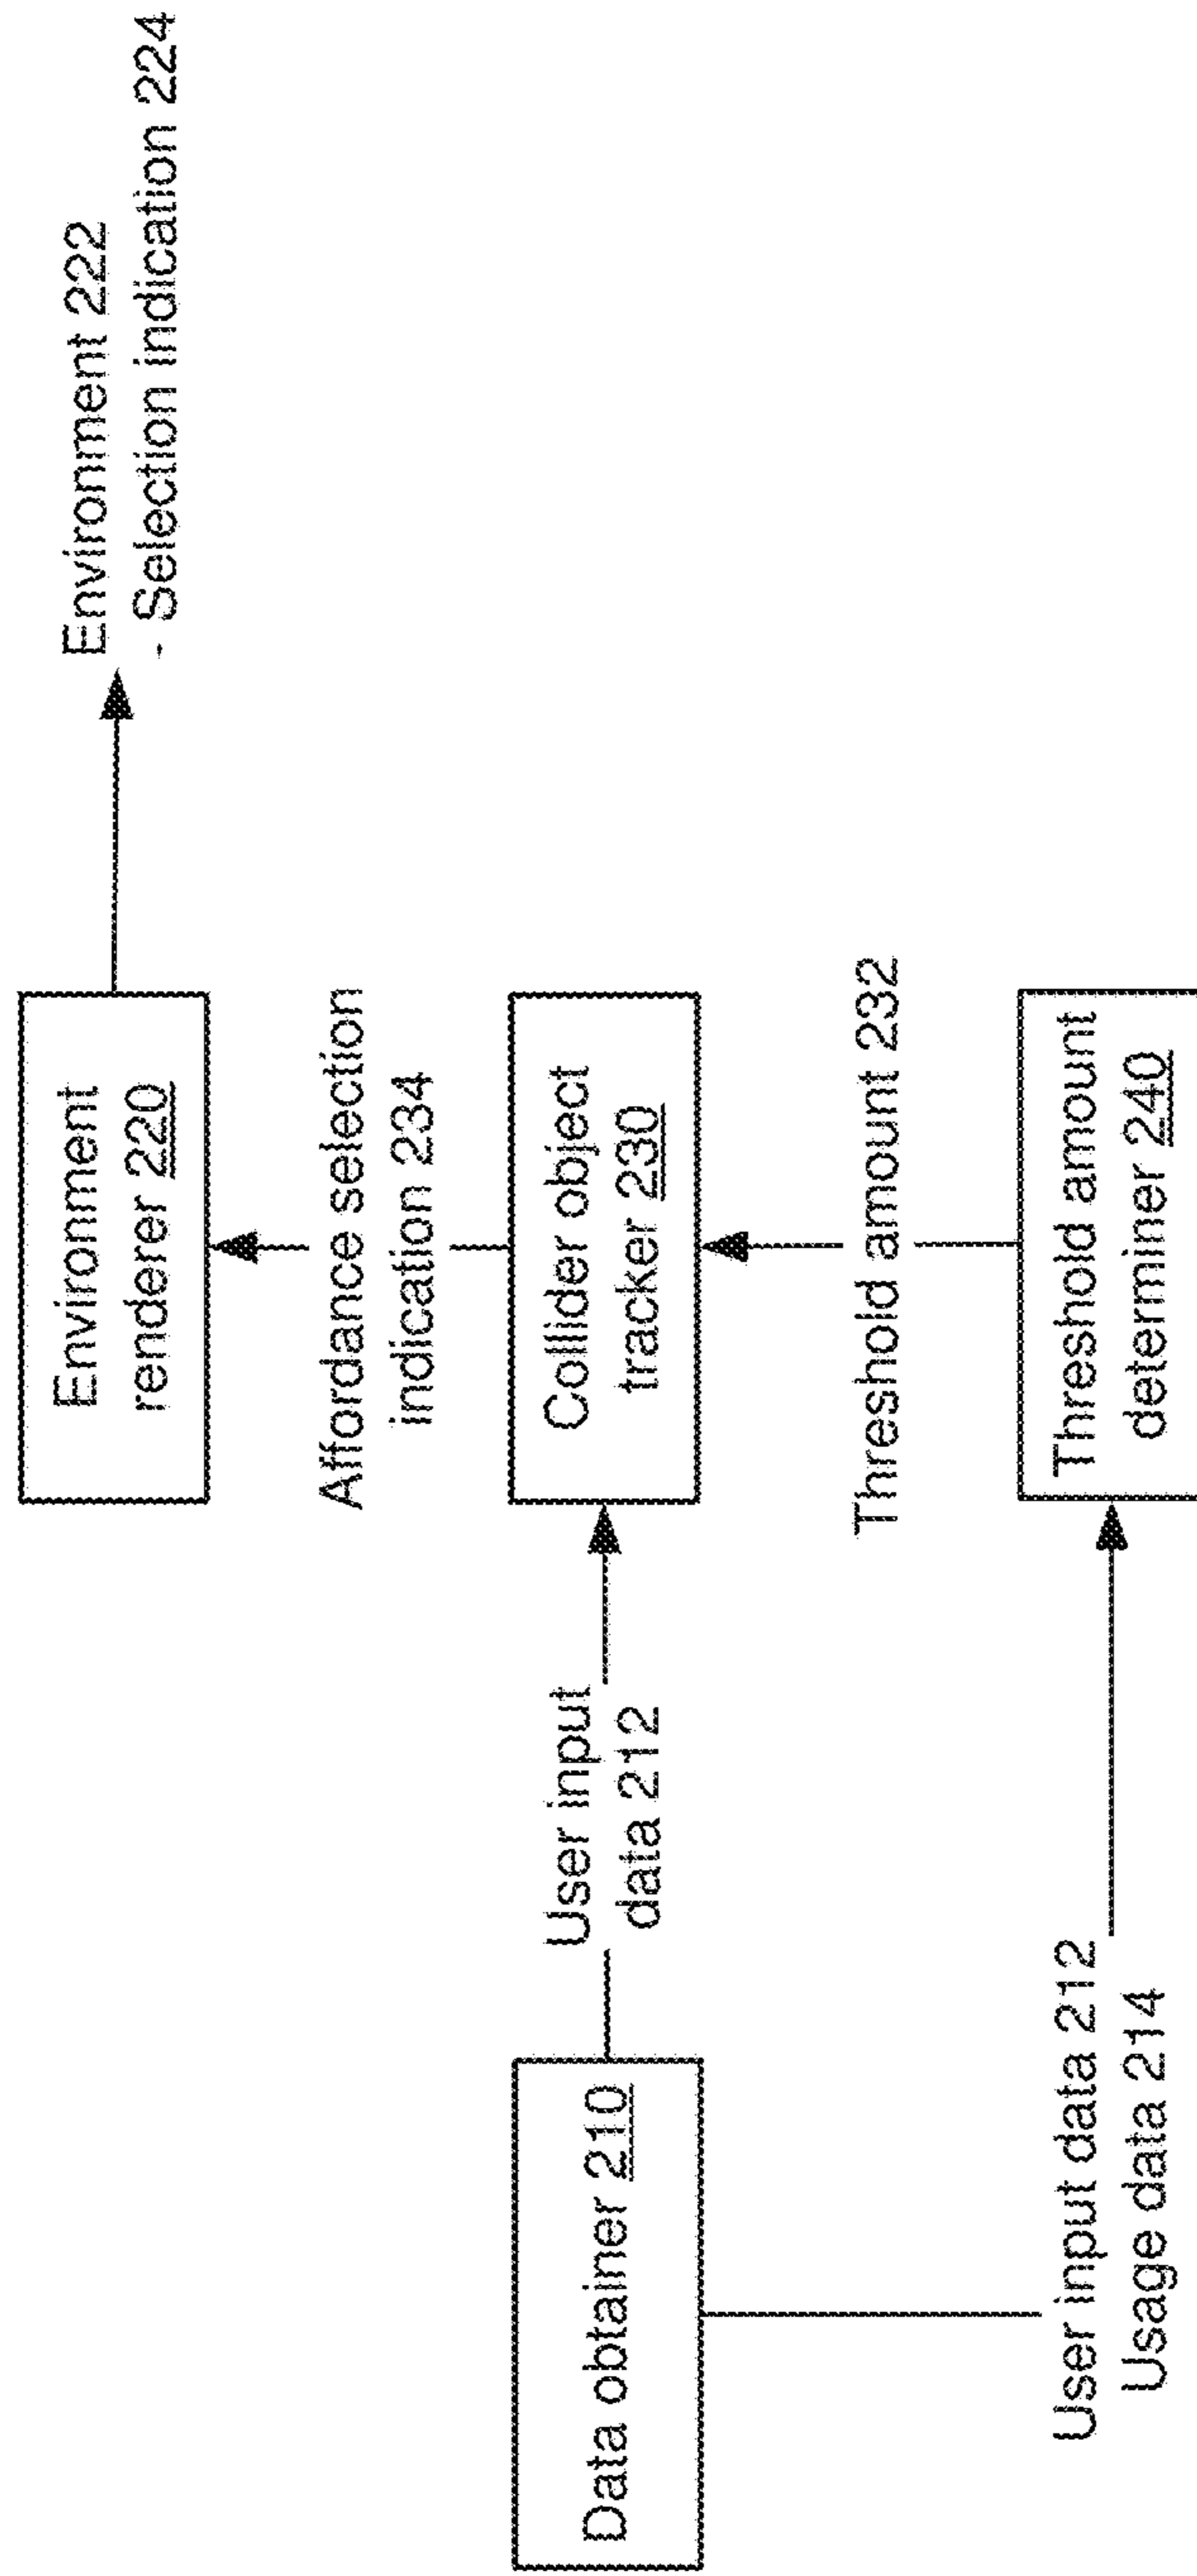 Environment
renderer 220
Environment 222
- Selection indication 224
Affordance selection
indication 234
Data obtainer 210
User input
data 212
Collider object
tracker 230
Threshold amount 232
User input data 212
Usage data 214
Threshold amount
determiner 240